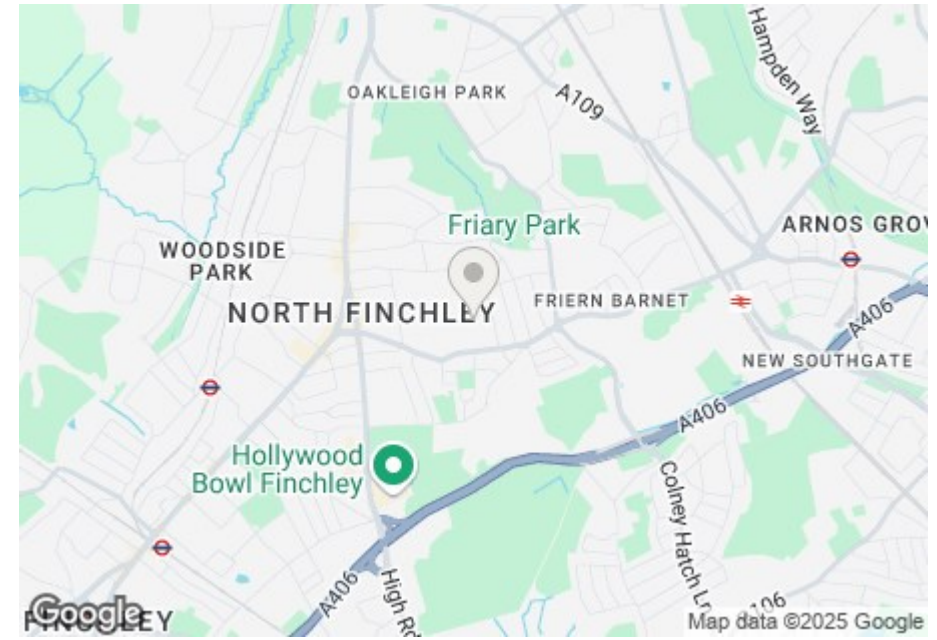 Hampden Way
OAKLEIGH PARK
A109
Friary Park
ARNOS GROV
WOODSIDE
PARK
NORTH FINCHLEY
FRIERN BARNET
A406
NEW SOUTHGATE
A406
Hollywood
Bowl Finchley
Colney Hatch Ln
A406
High Rd
Google
Map data ©2025 Google